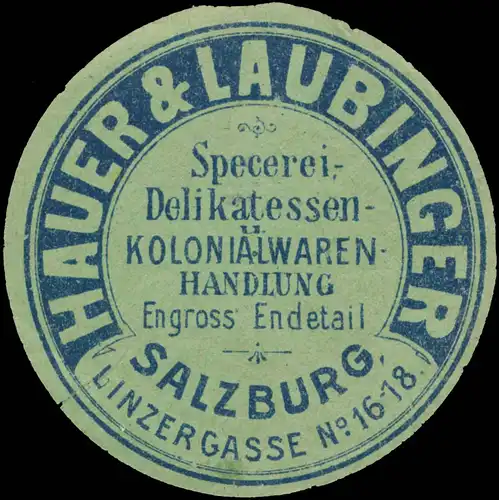 HAUER & LAUBINGER
Specerei-,
Delikatessen-
u.
KOLONIALWAREN-
HANDLUNG
Engross Endetail
SALZBURG,
LINZERGASSE No. 16-18.